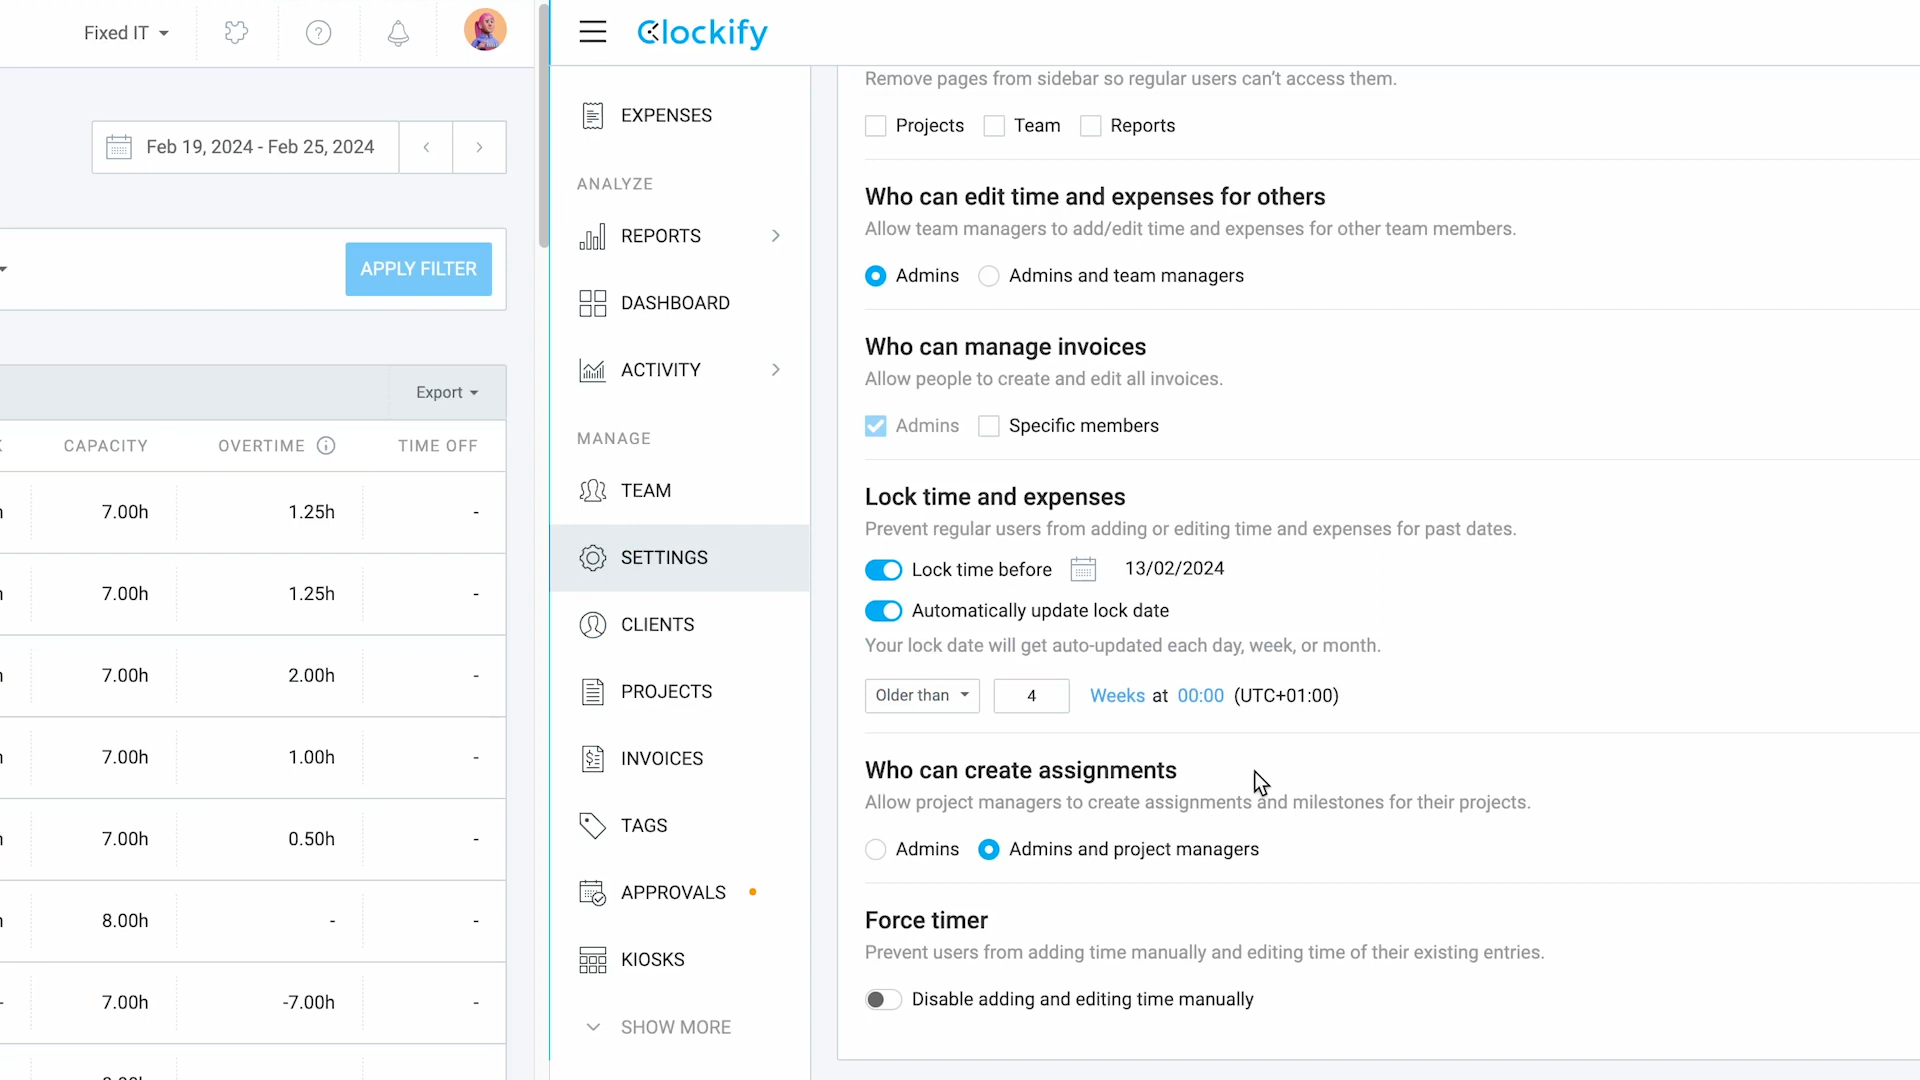 Fixed IT
Feb 19, 2024 - Feb 25, 2024
APPLY FILTER
Export
CAPACITY OVERTIME TIME OFF
7.00h 1.25h -
7.00h 1.25h -
7.00h 2.00h -
7.00h 1.00h -
7.00h 0.50h -
8.00h - -
7.00h -7.00h -
Clockify
EXPENSES
ANALYZE
REPORTS
DASHBOARD
ACTIVITY
MANAGE
TEAM
SETTINGS
CLIENTS
PROJECTS
INVOICES
TAGS
APPROVALS
KIOSKS
SHOW MORE
Remove pages from sidebar so regular users can't access them.
Projects Team Reports
Who can edit time and expenses for others
Allow team managers to add/edit time and expenses for other team members.
Admins Admins and team managers
Who can manage invoices
Allow people to create and edit all invoices.
Admins Specific members
Lock time and expenses
Prevent regular users from adding or editing time and expenses for past dates.
Lock time before 13/02/2024
Automatically update lock date
Your lock date will get auto-updated each day, week, or month.
Older than 4 Weeks at 00:00 (UTC+01:00)
Who can create assignments
Allow project managers to create assignments and milestones for their projects.
Admins Admins and project managers
Force timer
Prevent users from adding time manually and editing time of their existing entries.
Disable adding and editing time manually